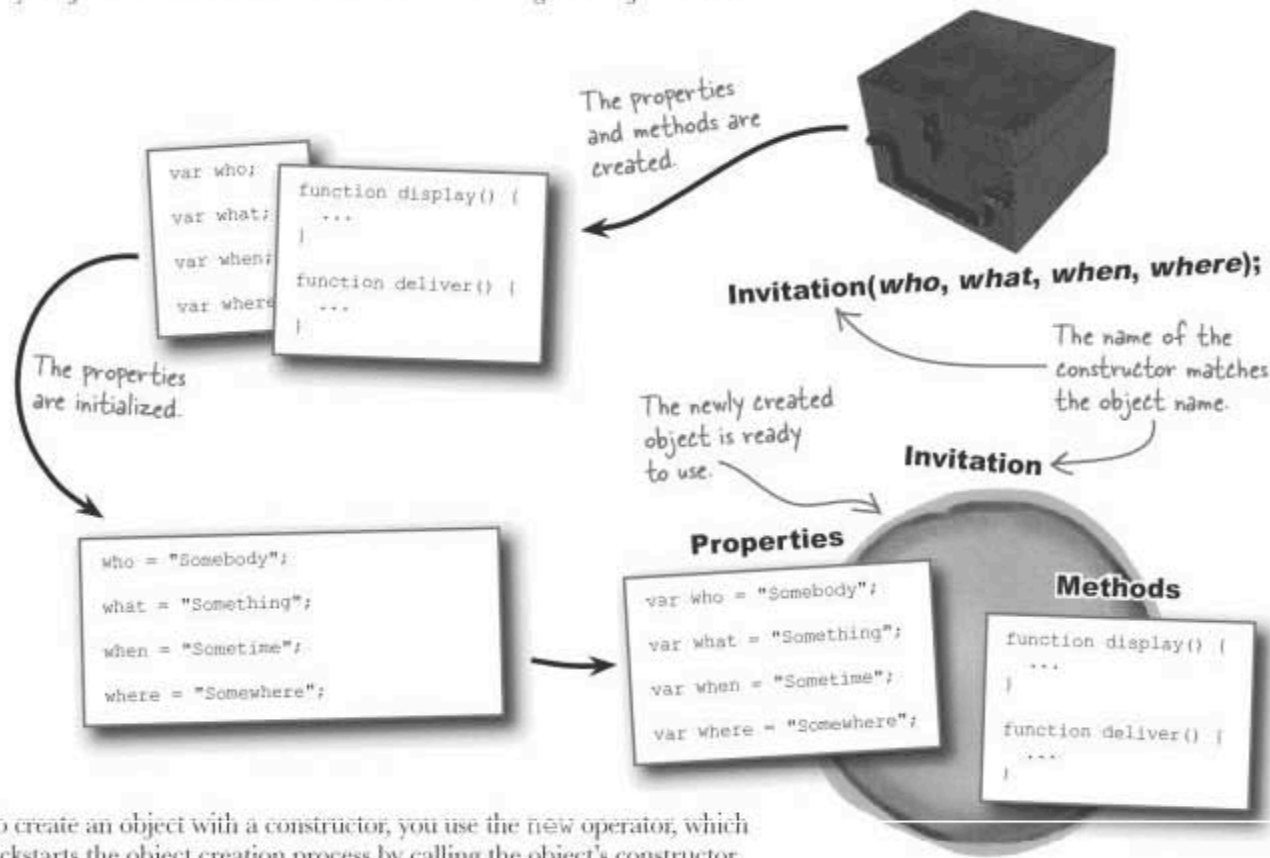 The properties
and methods are
created.
var who;
var what;
var when;
var where
function display() {
...
}
function deliver() {
...
}
Invitation(who, what, when, where);
The name of the
constructor matches
the object name.
The properties
are initialized.
The newly created
object is ready
to use.
Invitation
who = "Somebody";
what = "Something";
when = "Sometime";
where = "Somewhere";
Properties
var who = "Somebody";
var what = "Something";
var when = "Sometime";
var where = "Somewhere";
Methods
function display() {
...
}
function deliver() {
...
}
o create an object with a constructor, you use the new operator, which
ckstarts the object creation process by calling the object's constructor.